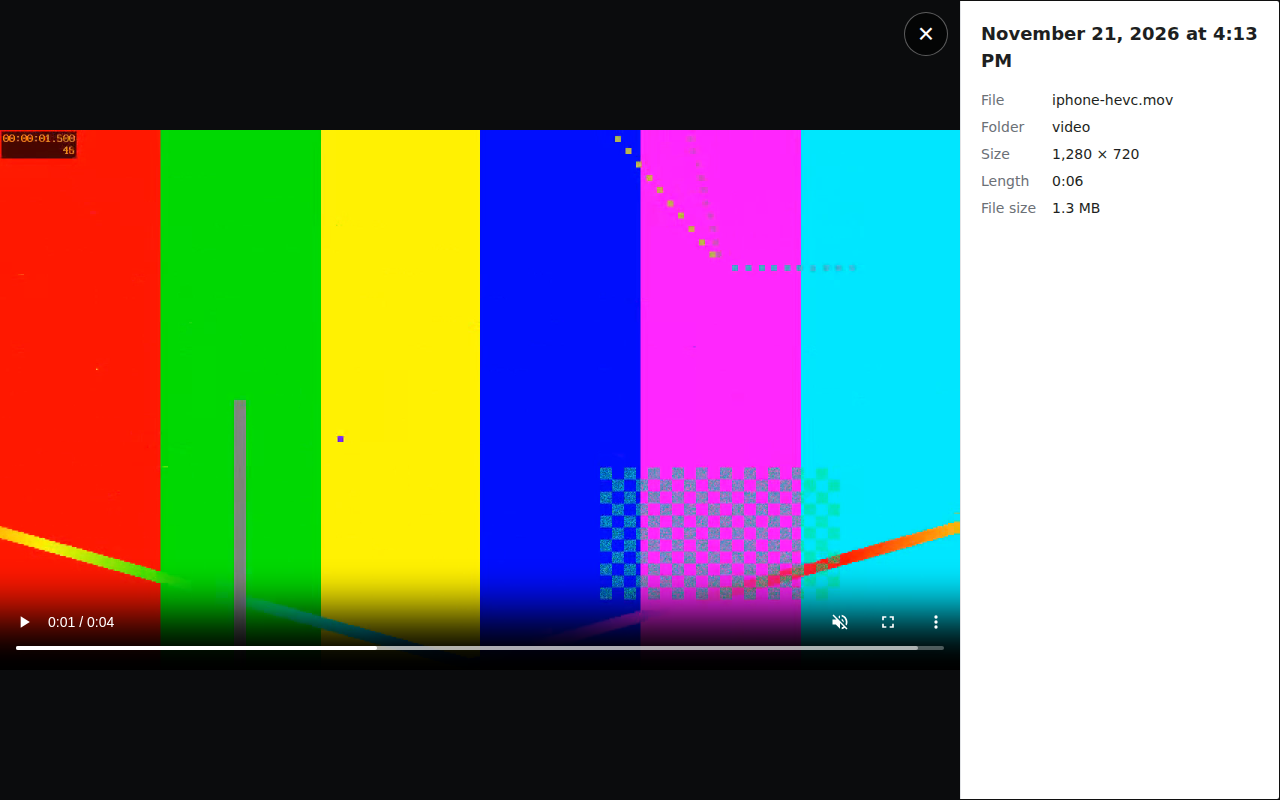 00:00:01.500
46
0:01 / 0:04
November 21, 2026 at 4:13
PM
File iphone-hevc.mov
Folder video
Size 1,280 × 720
Length 0:06
File size 1.3 MB